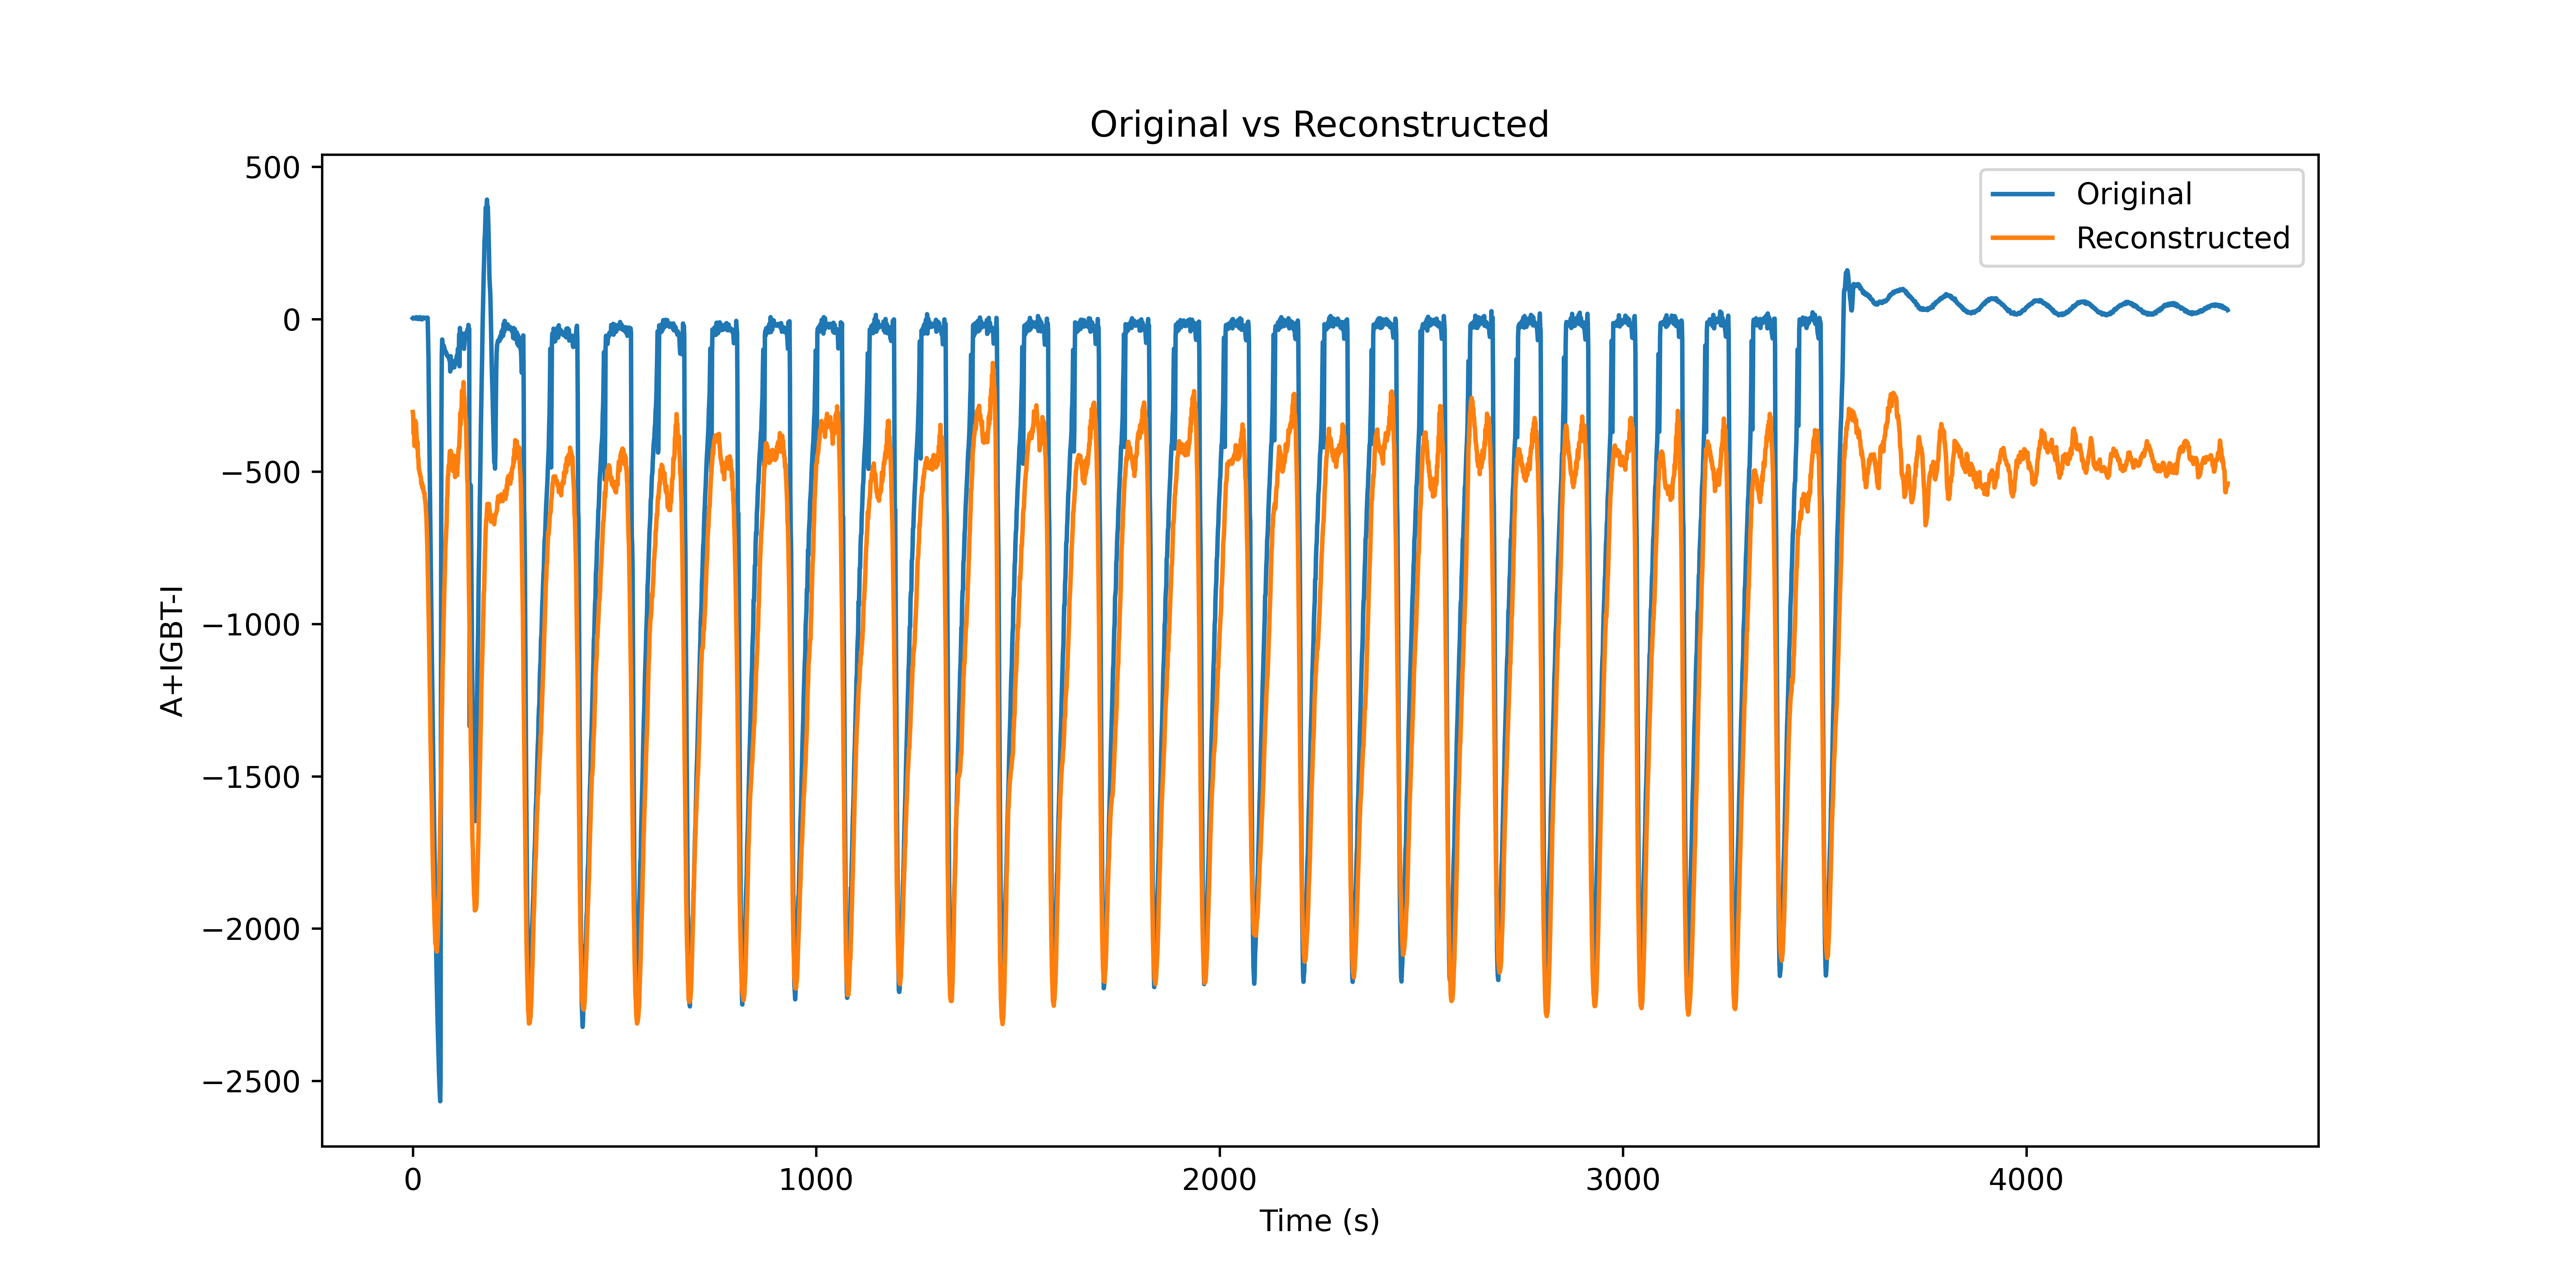 Original vs Reconstructed
500
0
−500
−1000
−1500
−2000
−2500
A+IGBT-I
Original
Reconstructed
0 1000 2000 3000 4000
Time (s)